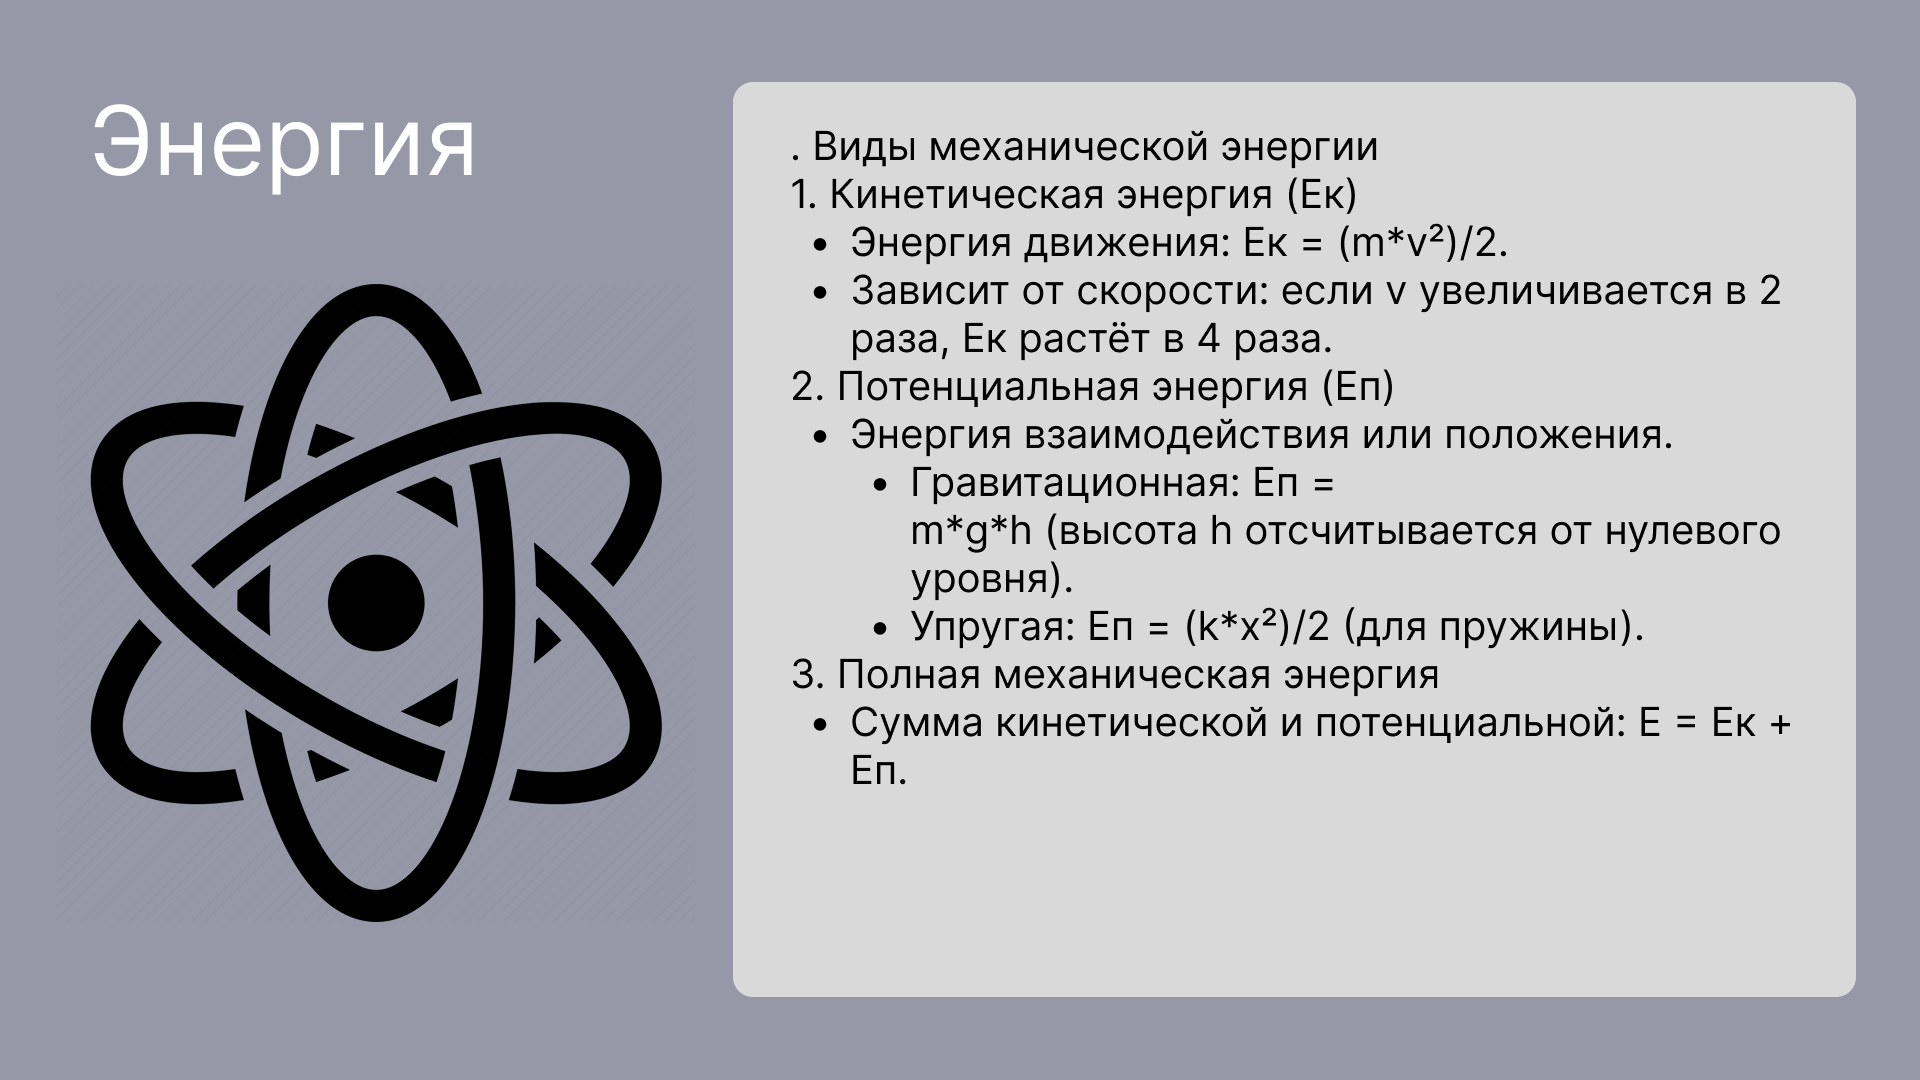 Энергия
. Виды механической энергии
1. Кинетическая энергия (Ек)
• Энергия движения: Ек = (m*v²)/2.
• Зависит от скорости: если v увеличивается в 2
раза, Ек растёт в 4 раза.
2. Потенциальная энергия (Еп)
• Энергия взаимодействия или положения.
• Гравитационная: Еп =
m*g*h (высота h отсчитывается от нулевого
уровня).
• Упругая: Еп = (k*x²)/2 (для пружины).
3. Полная механическая энергия
• Сумма кинетической и потенциальной: Е = Ек +
Еп.